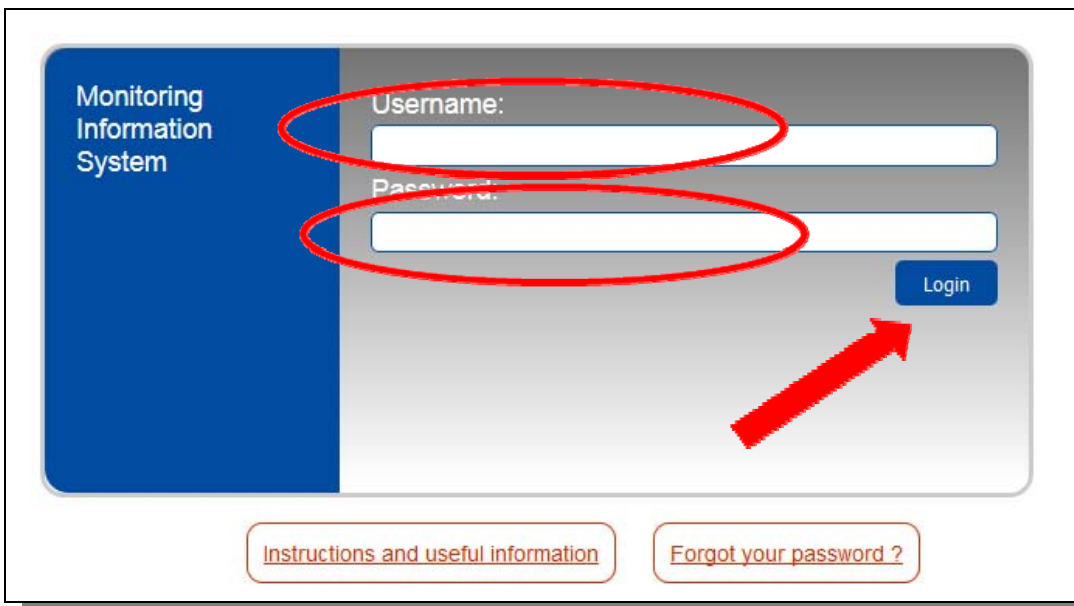 Monitoring
Information
System
Username:
Password:
Login
Instructions and useful information
Forgot your password ?